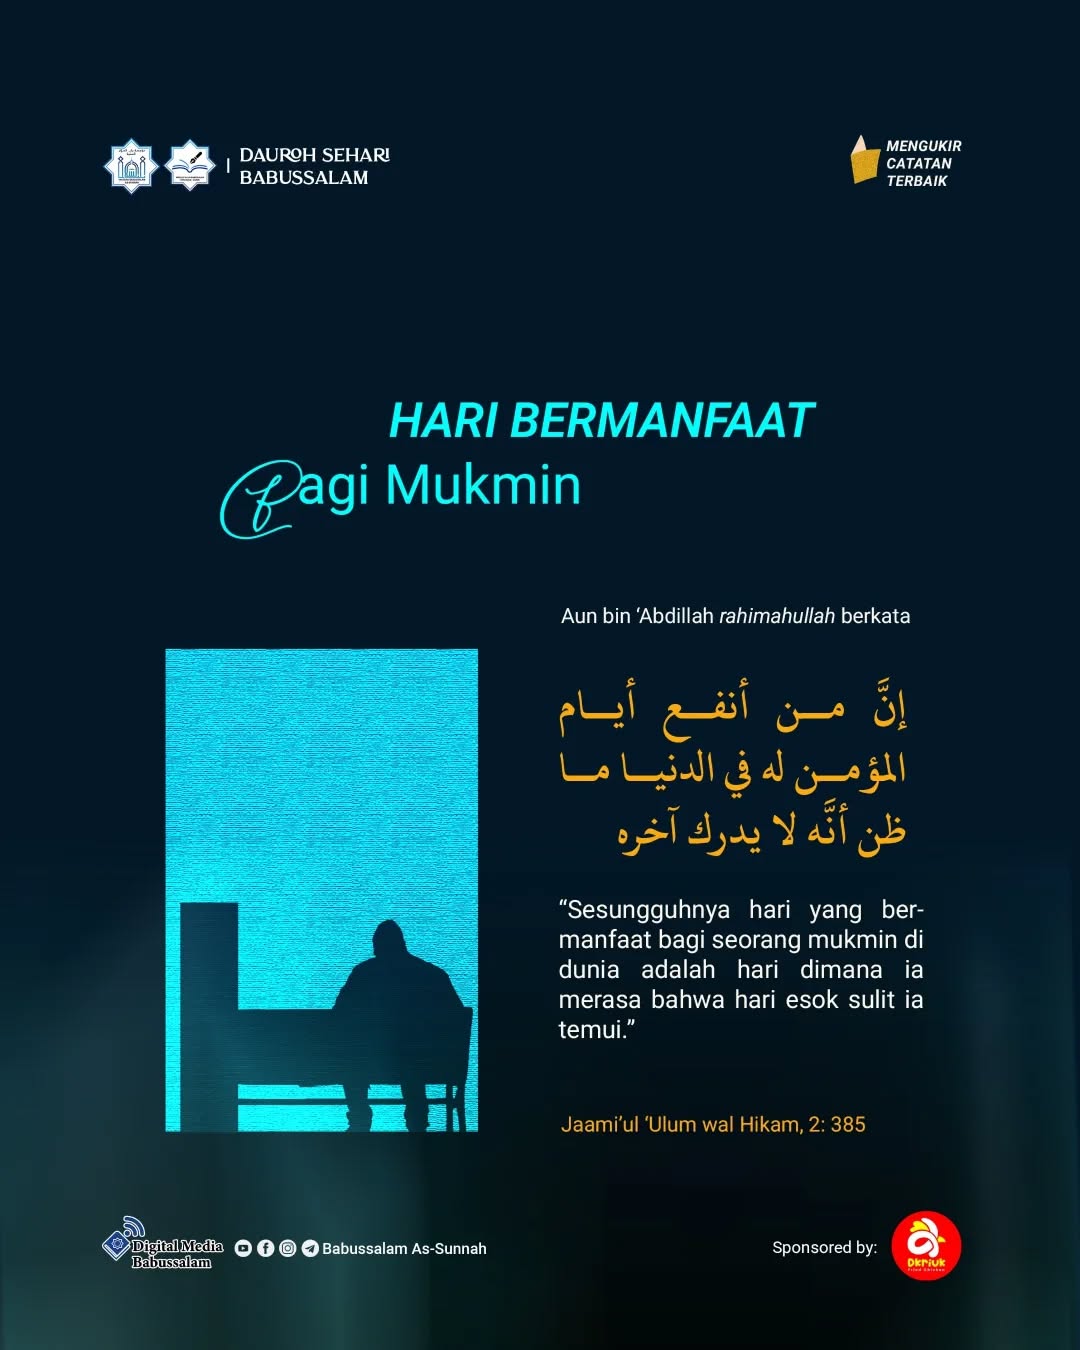 DAUROH SEHARI
BABUSSALAM
MENGUKIR
CATATAN
TERBAIK
HARI BERMANFAAT
Bagi Mukmin
Aun bin ‘Abdillah rahimahullah berkata
إنَّ من أنفع أيام
المؤمن له في الدنيا ما
ظن أنَّه لا يدرك آخره
“Sesungguhnya hari yang ber-
manfaat bagi seorang mukmin di
dunia adalah hari dimana ia
merasa bahwa hari esok sulit ia
temui.”
Jaami’ul ‘Ulum wal Hikam, 2: 385
Digital Media
Babussalam
Babussalam As-Sunnah
Sponsored by:
Dkriuk
Fried Chicken